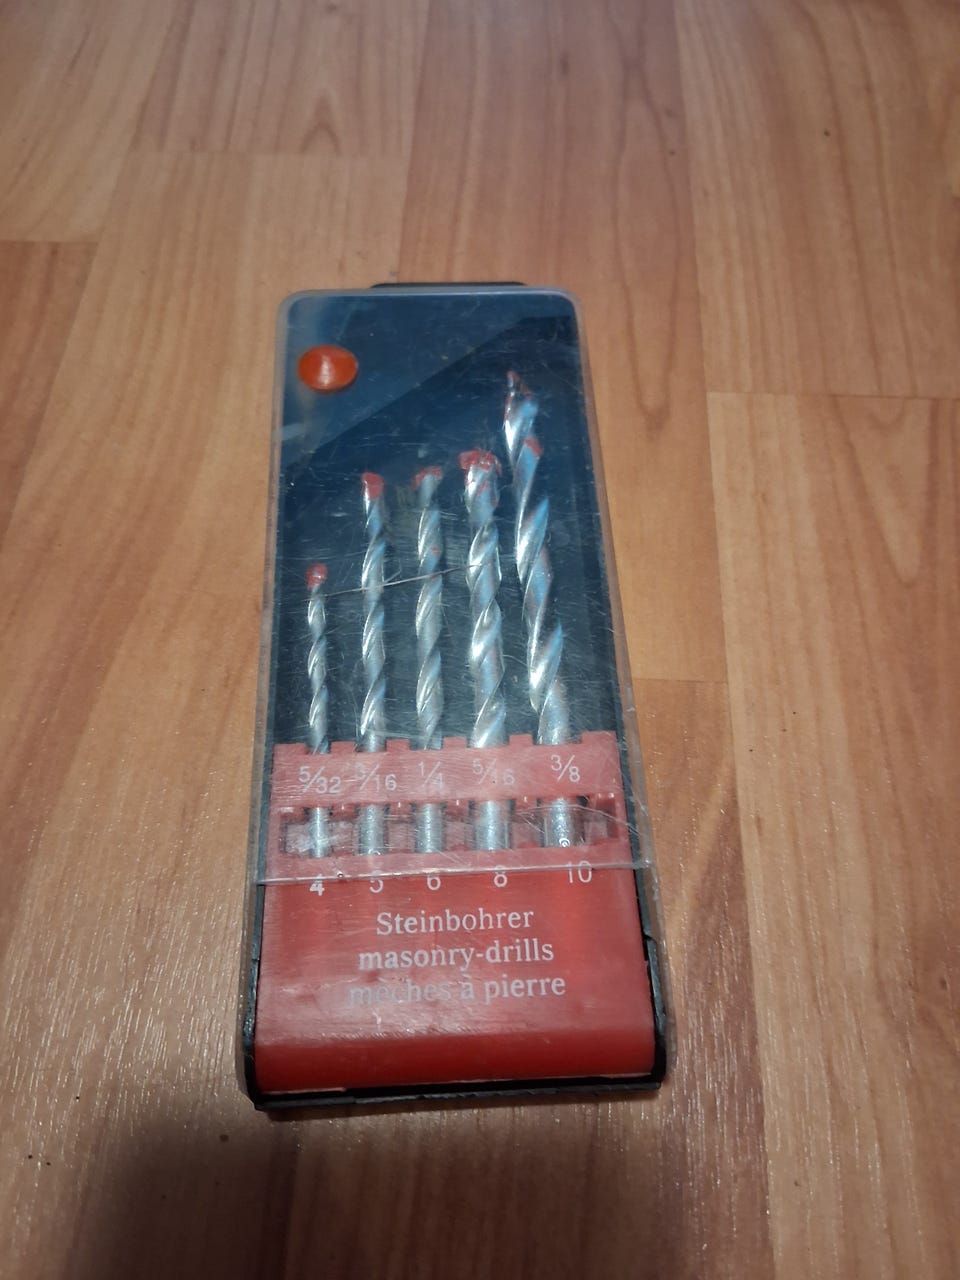 5/32 3/16 1/4 5/16 3/8
4 5 6 8 10
Steinbohrer
masonry-drills
mèches à pierre